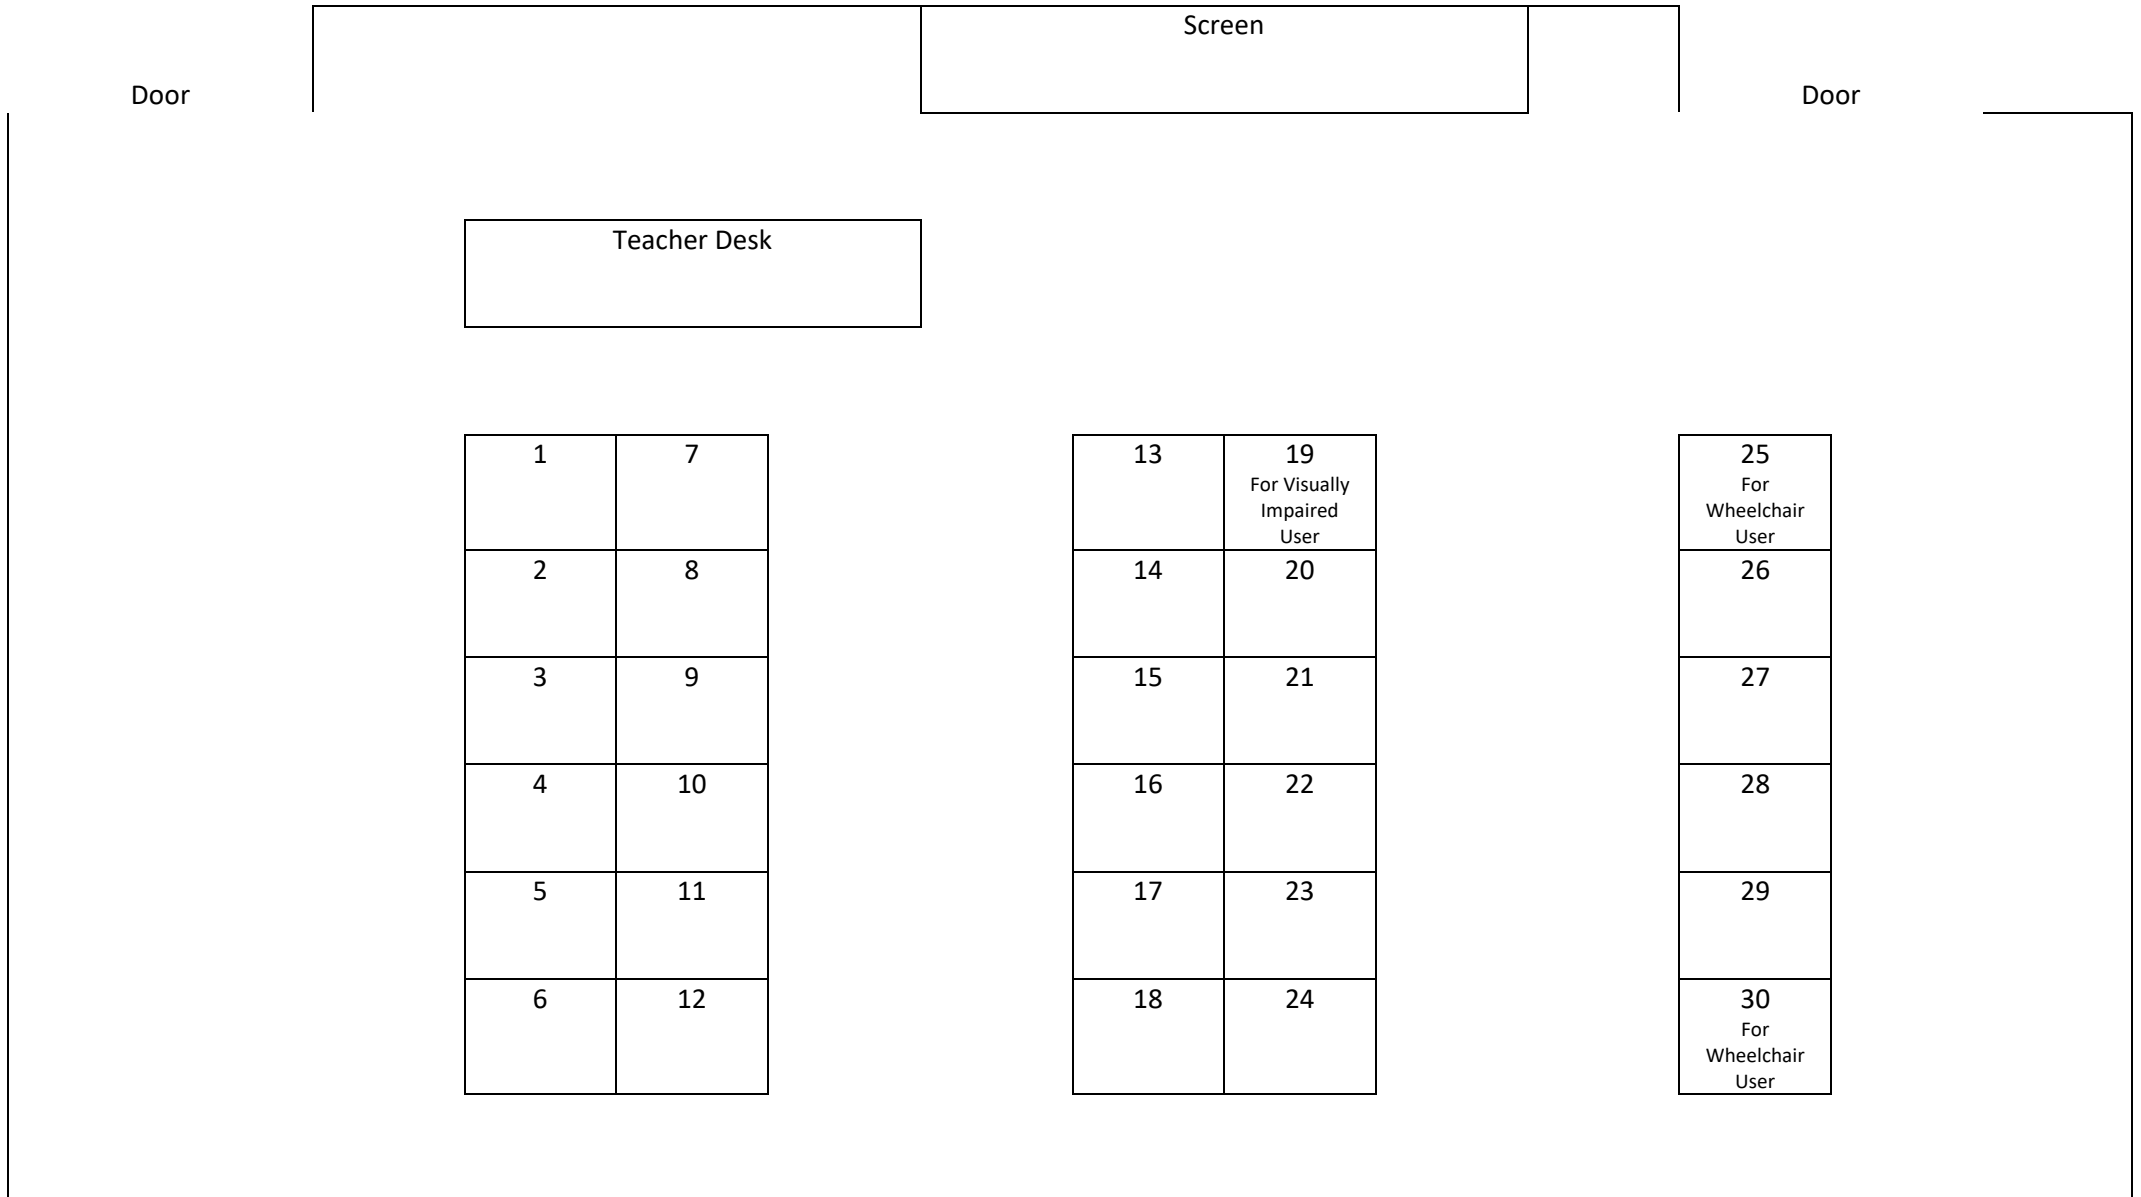 Screen
Door
Door
Teacher Desk
1
7
13
19
For Visually
Impaired
User
25
For
Wheelchair
User
2
8
14
20
26
3
9
15
21
27
4
10
16
22
28
5
11
17
23
29
6
12
18
24
30
For
Wheelchair
User